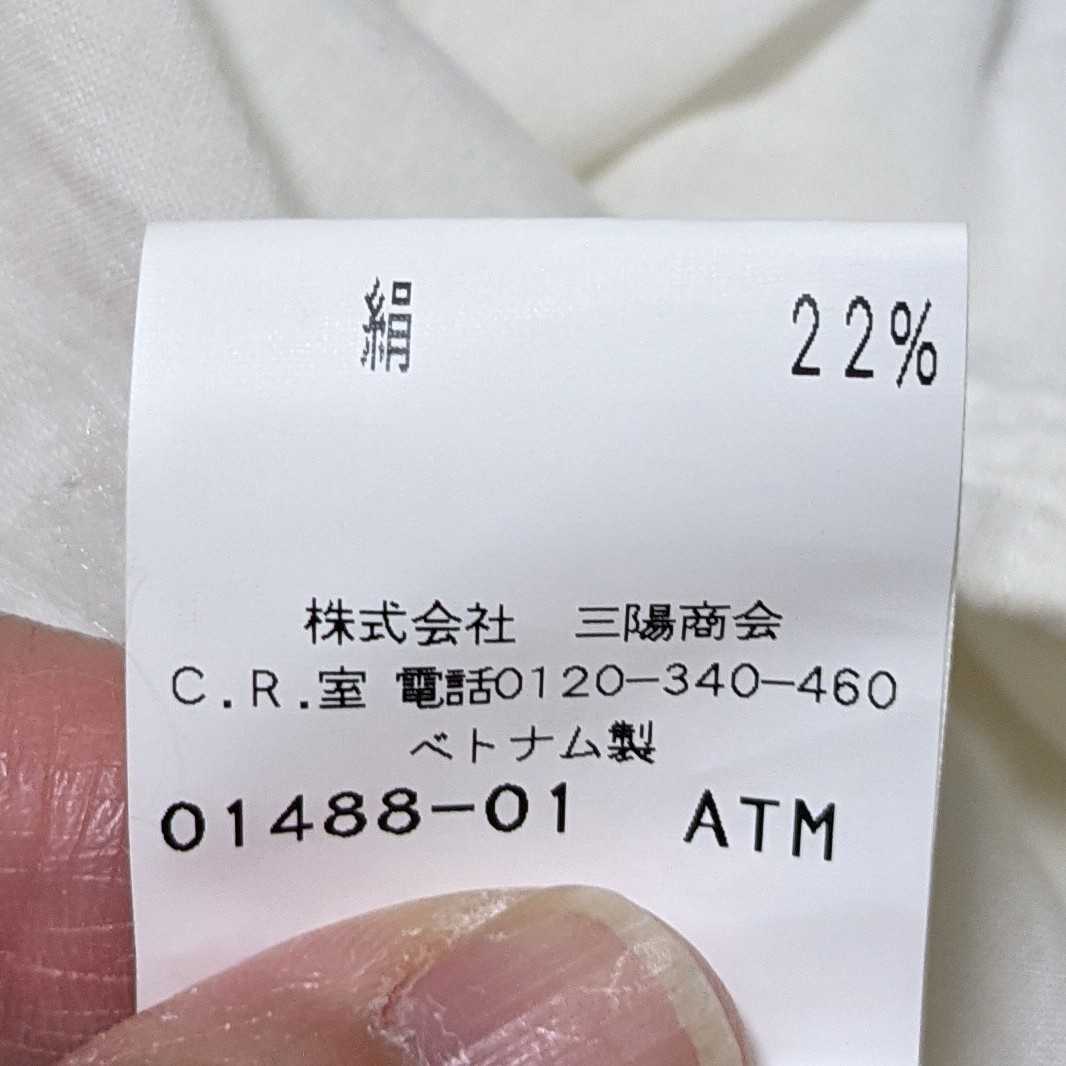 絹 22%
株式会社 三陽商会
C.R.室 電話0120-340-460
ベトナム製
01488-01 ATM